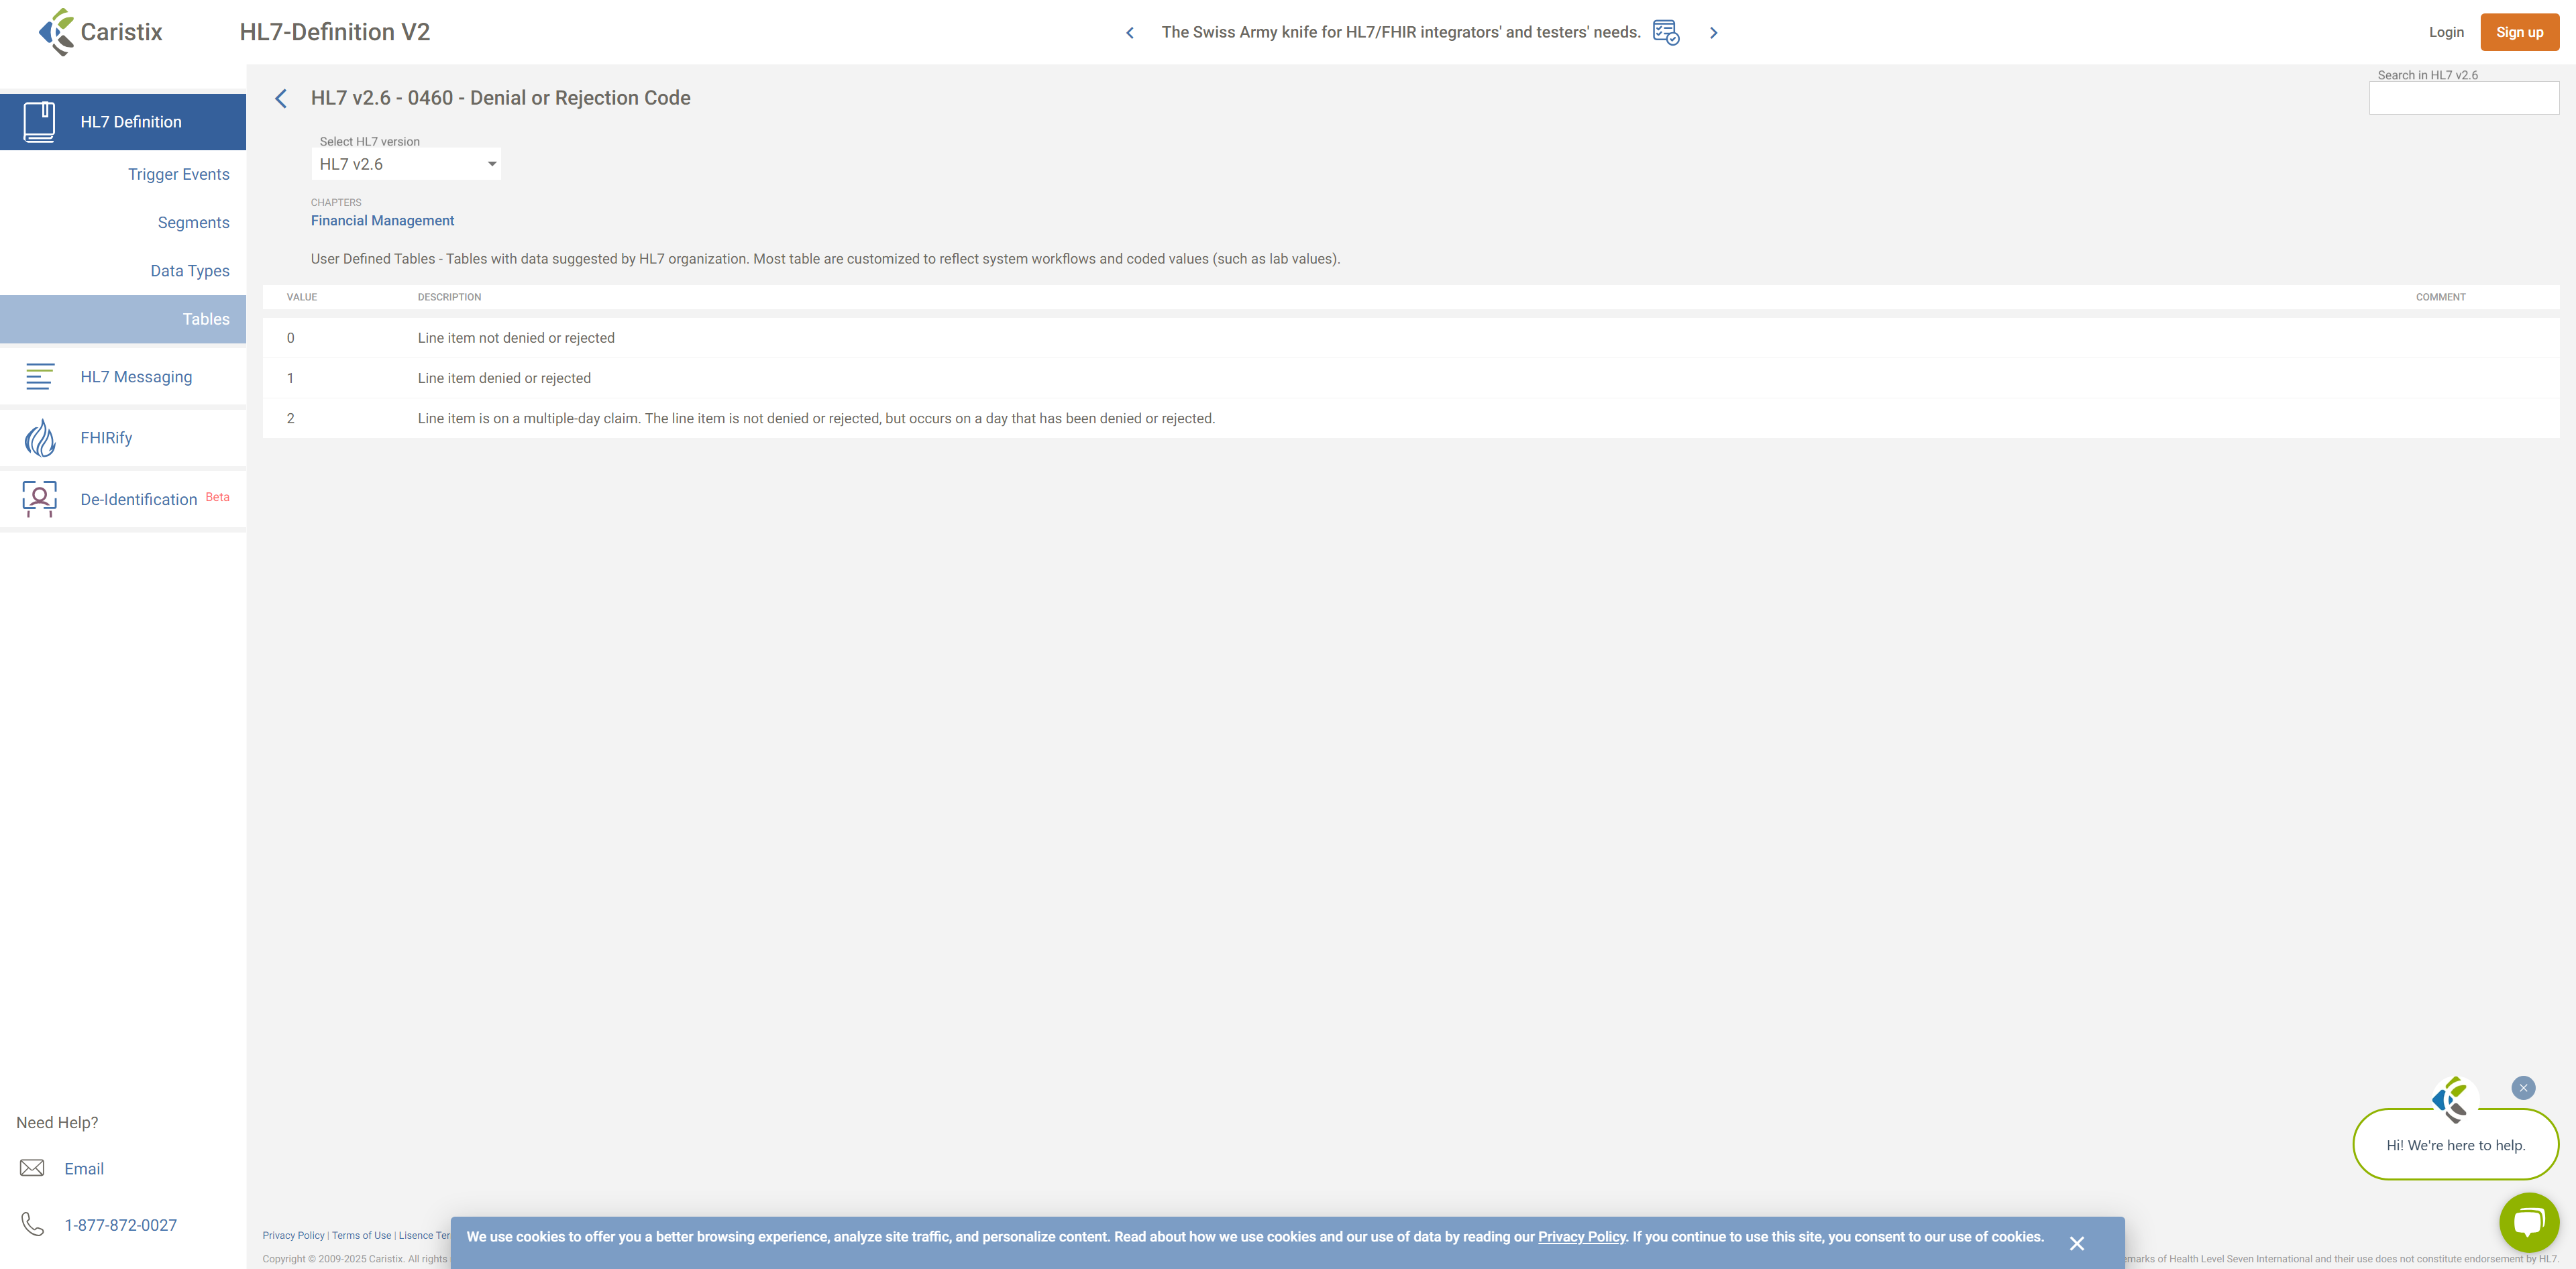 Caristix
HL7-Definition V2
The Swiss Army knife for HL7/FHIR integrators' and testers' needs.
Login
Sign up
HL7 Definition
Trigger Events
Segments
Data Types
Tables
HL7 Messaging
FHIRify
De-Identification Beta
Need Help?
Email
1-877-872-0027
HL7 v2.6 - 0460 - Denial or Rejection Code
Search in HL7 v2.6
Select HL7 version
HL7 v2.6
CHAPTERS
Financial Management
User Defined Tables - Tables with data suggested by HL7 organization. Most table are customized to reflect system workflows and coded values (such as lab values).
VALUE DESCRIPTION COMMENT
0 Line item not denied or rejected
1 Line item denied or rejected
2 Line item is on a multiple-day claim. The line item is not denied or rejected, but occurs on a day that has been denied or rejected.
Hi! We're here to help.
Privacy Policy | Terms of Use | Lisence
We use cookies to offer you a better browsing experience, analyze site traffic, and personalize content. Read about how we use cookies and our use of data by reading our Privacy Policy. If you continue to use this site, you consent to our use of cookies.
Copyright © 2009-2025 Caristix. All rights
of Health Level Seven International and their use does not constitute endorsement by HL7.